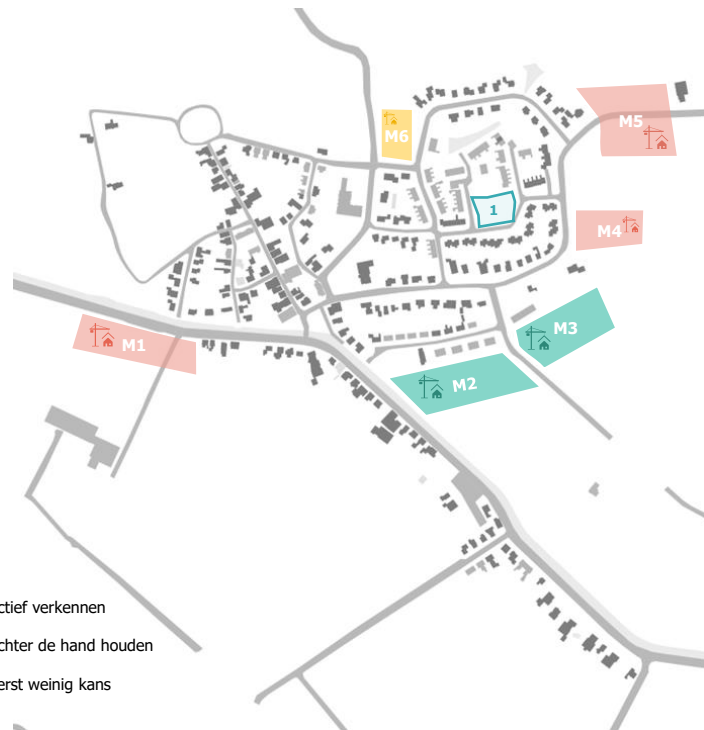 M5
M6
1
M4
M3
M1
M2
ctief verkennen
chter de hand houden
erst weinig kans